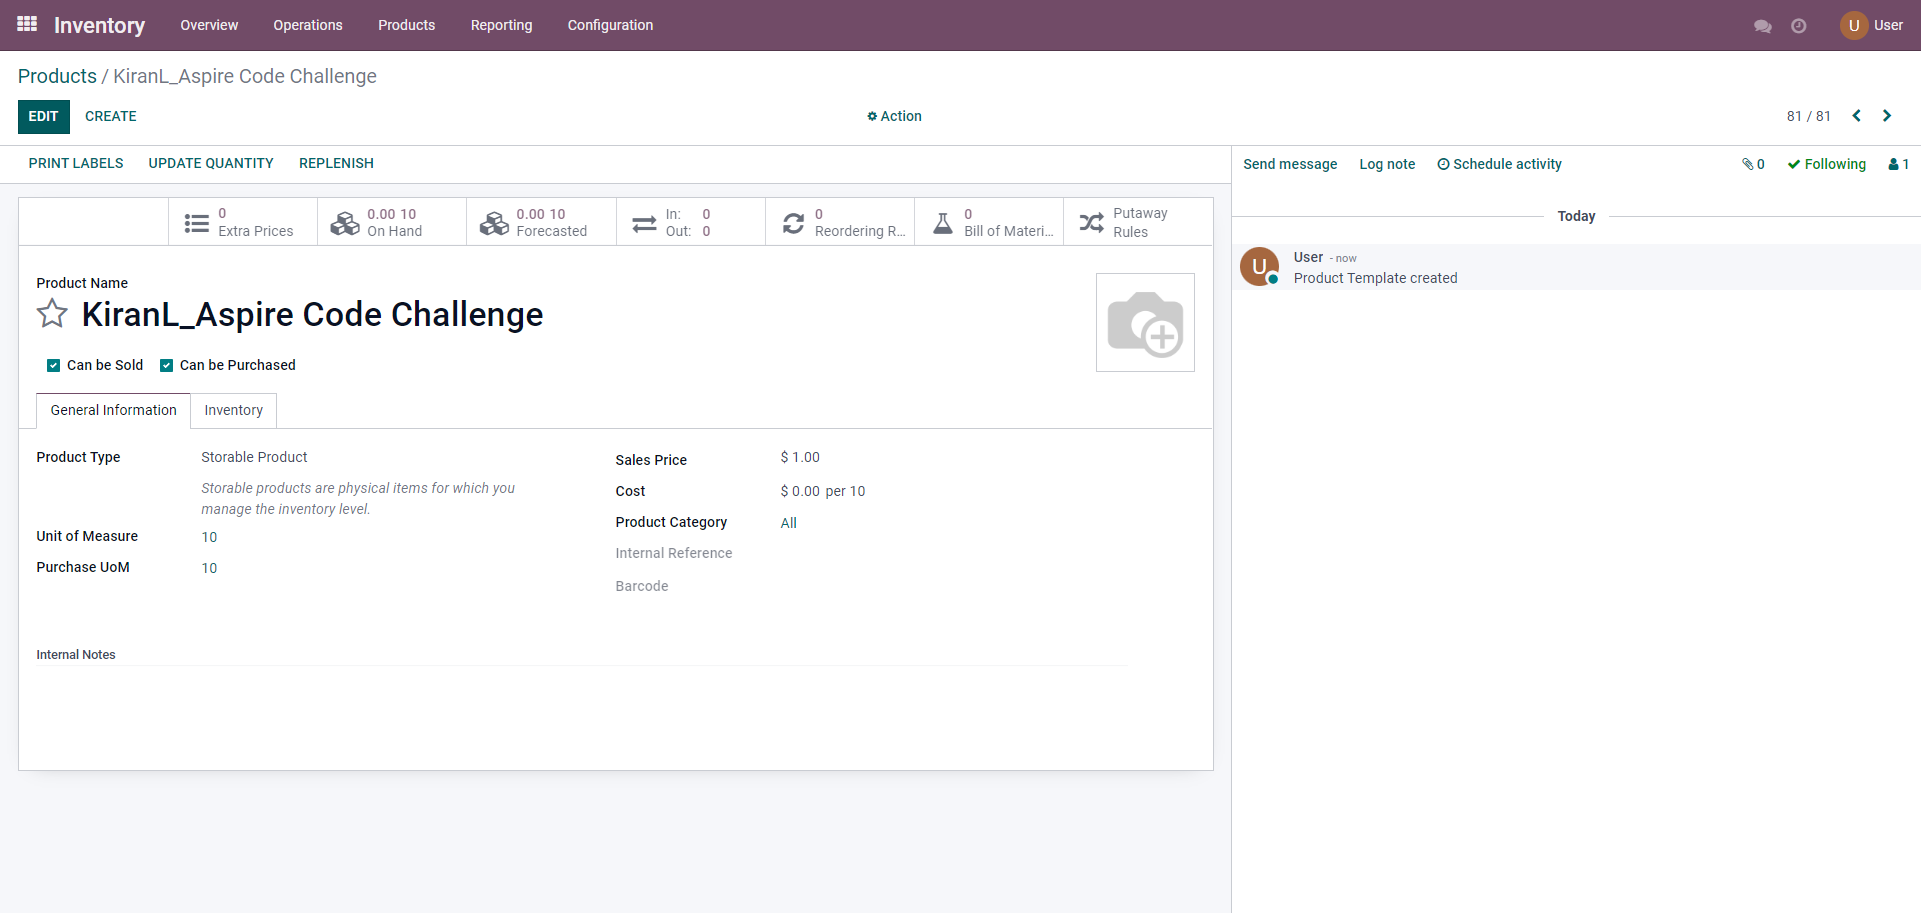 Inventory Overview Operations Products Reporting Configuration U User
Products / KiranL_Aspire Code Challenge
EDIT CREATE Action 81 / 81
PRINT LABELS UPDATE QUANTITY REPLENISH
0
Extra Prices
0.00 10
On Hand
0.00 10
Forecasted
In: 0
Out: 0
0
Reordering R...
0
Bill of Materi...
Putaway
Rules
Product Name
KiranL_Aspire Code Challenge
Can be Sold Can be Purchased
General Information Inventory
Product Type Storable Product
Storable products are physical items for which you
manage the inventory level.
Unit of Measure 10
Purchase UoM 10
Sales Price $ 1.00
Cost $ 0.00 per 10
Product Category All
Internal Reference
Barcode
Internal Notes
Send message Log note Schedule activity 0 Following 1
Today
U
User - now
Product Template created